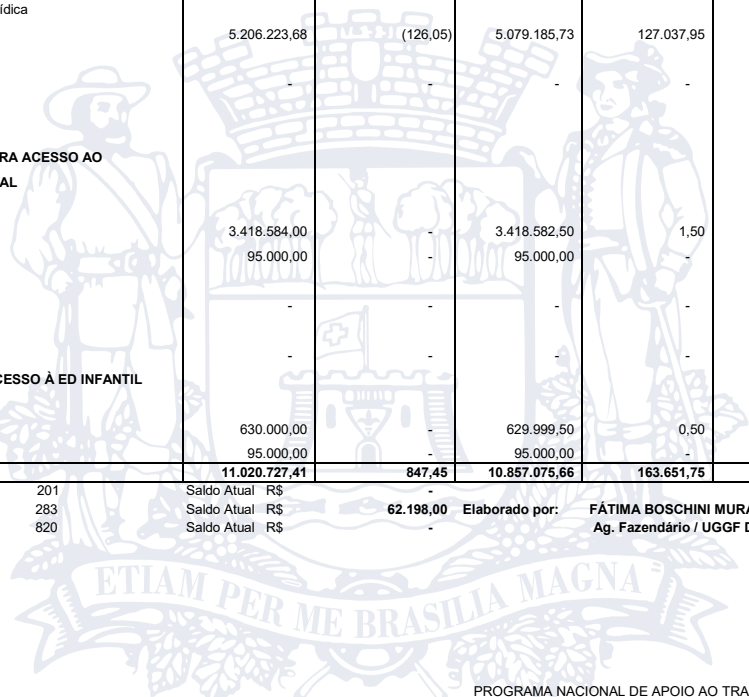 ídica
5.206.223,68 (126,05) 5.079.185,73 127.037,95
- - - -
RA ACESSO AO
AL
3.418.584,00 - 3.418.582,50 1,50
95.000,00 - 95.000,00 -
- - - -
- - - -
CESSO À ED INFANTIL
630.000,00 - 629.999,50 0,50
95.000,00 - 95.000,00 -
11.020.727,41 847,45 10.857.075,66 163.651,75
201 Saldo Atual R$ -
283 Saldo Atual R$ 62.198,00 Elaborado por: FÁTIMA BOSCHINI MURA
820 Saldo Atual R$ - Ag. Fazendário / UGGF D
ETIAM PER ME BRASILIA MAGNA
PROGRAMA NACIONAL DE APOIO AO TRA